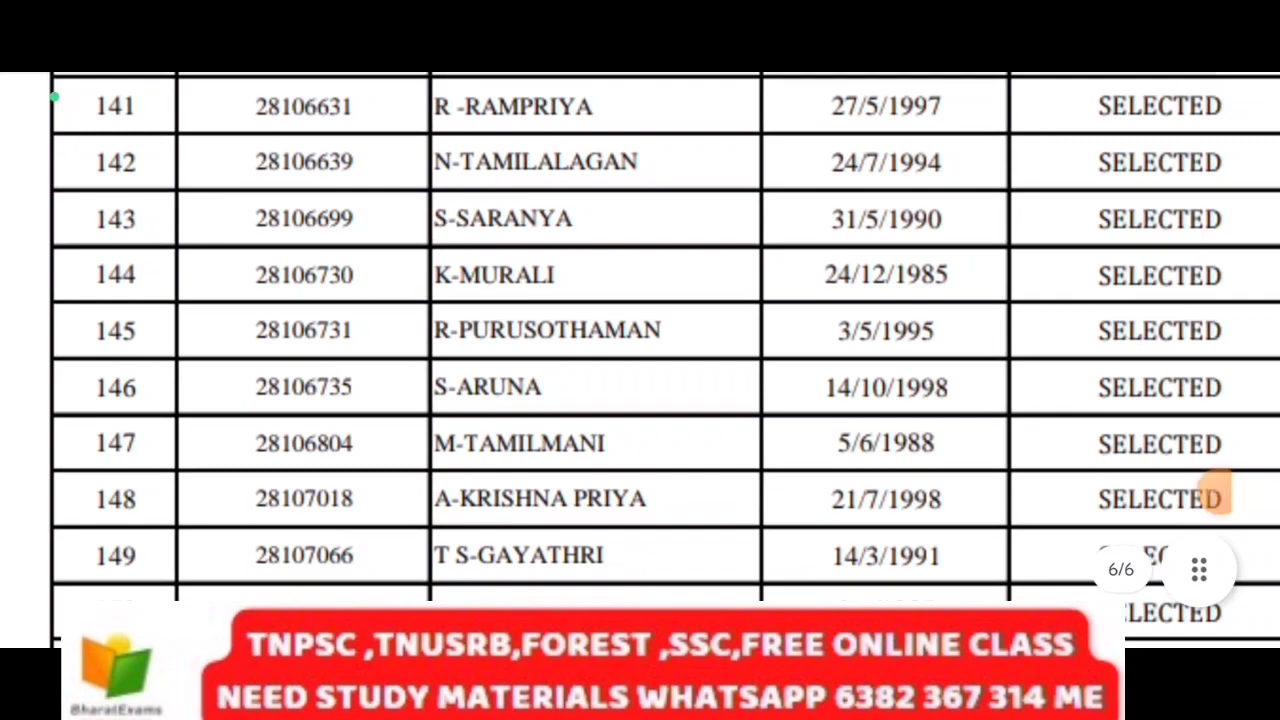 141 28106631 R -RAMPRIYA 27/5/1997 SELECTED
142 28106639 N-TAMILALAGAN 24/7/1994 SELECTED
143 28106699 S-SARANYA 31/5/1990 SELECTED
144 28106730 K-MURALI 24/12/1985 SELECTED
145 28106731 R-PURUSOTHAMAN 3/5/1995 SELECTED
146 28106735 S-ARUNA 14/10/1998 SELECTED
147 28106804 M-TAMILMANI 5/6/1988 SELECTED
148 28107018 A-KRISHNA PRIYA 21/7/1998 SELECTED
149 28107066 T S-GAYATHRI 14/3/1991
6/6
LECTED
TNPSC ,TNUSRB,FOREST ,SSC,FREE ONLINE CLASS
NEED STUDY MATERIALS WHATSAPP 6382 367 314 ME
BharatExams